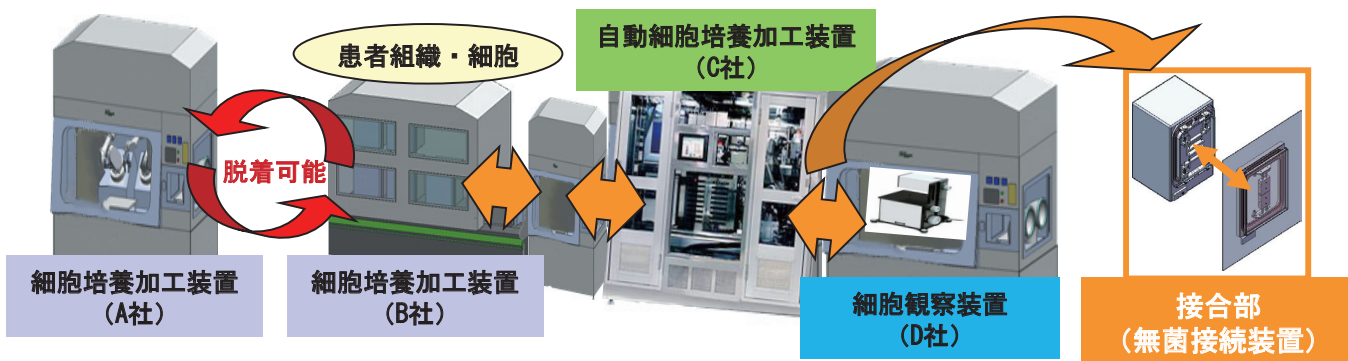 患者組織・細胞
自動細胞培養加工装置
(C社)
脱着可能
細胞培養加工装置
(A社)
細胞培養加工装置
(B社)
細胞観察装置
(D社)
接合部
(無菌接続装置)